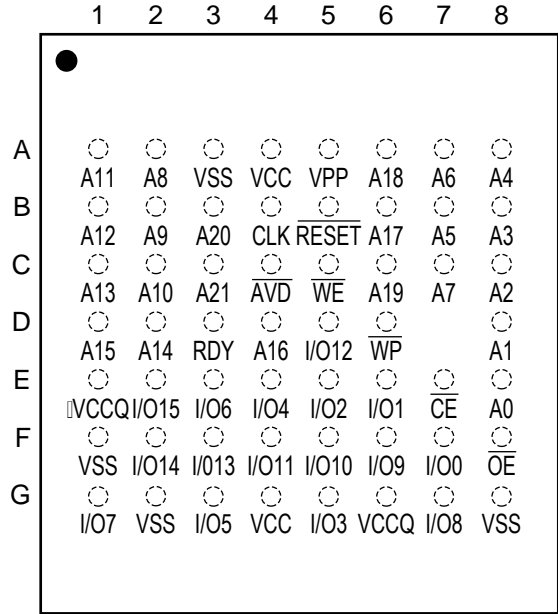 1 2 3 4 5 6 7 8
A
A11 A8 VSS VCC VPP A18 A6 A4
B
A12 A9 A20 CLK RESET A17 A5 A3
C
A13 A10 A21 AVD WE A19 A7 A2
D
A15 A14 RDY A16 I/O12 WP A1
E
VCCQ I/O15 I/O6 I/O4 I/O2 I/O1 CE A0
F
VSS I/O14 I/013 I/O11 I/O10 I/O9 I/O0 OE
G
I/O7 VSS I/O5 VCC I/O3 VCCQ I/O8 VSS